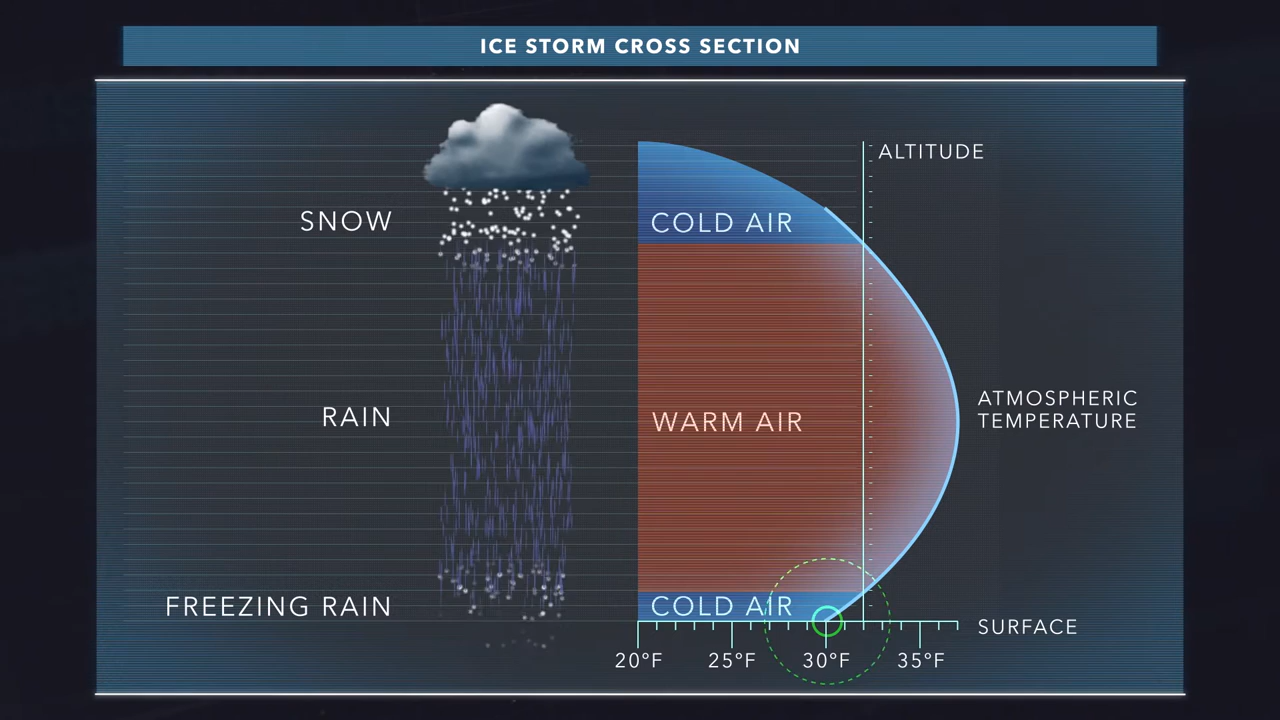 ICE STORM CROSS SECTION
ALTITUDE
SNOW
COLD AIR
RAIN
WARM AIR
ATMOSPHERIC
TEMPERATURE
FREEZING RAIN
COLD AIR
SURFACE
20°F
25°F
30°F
35°F